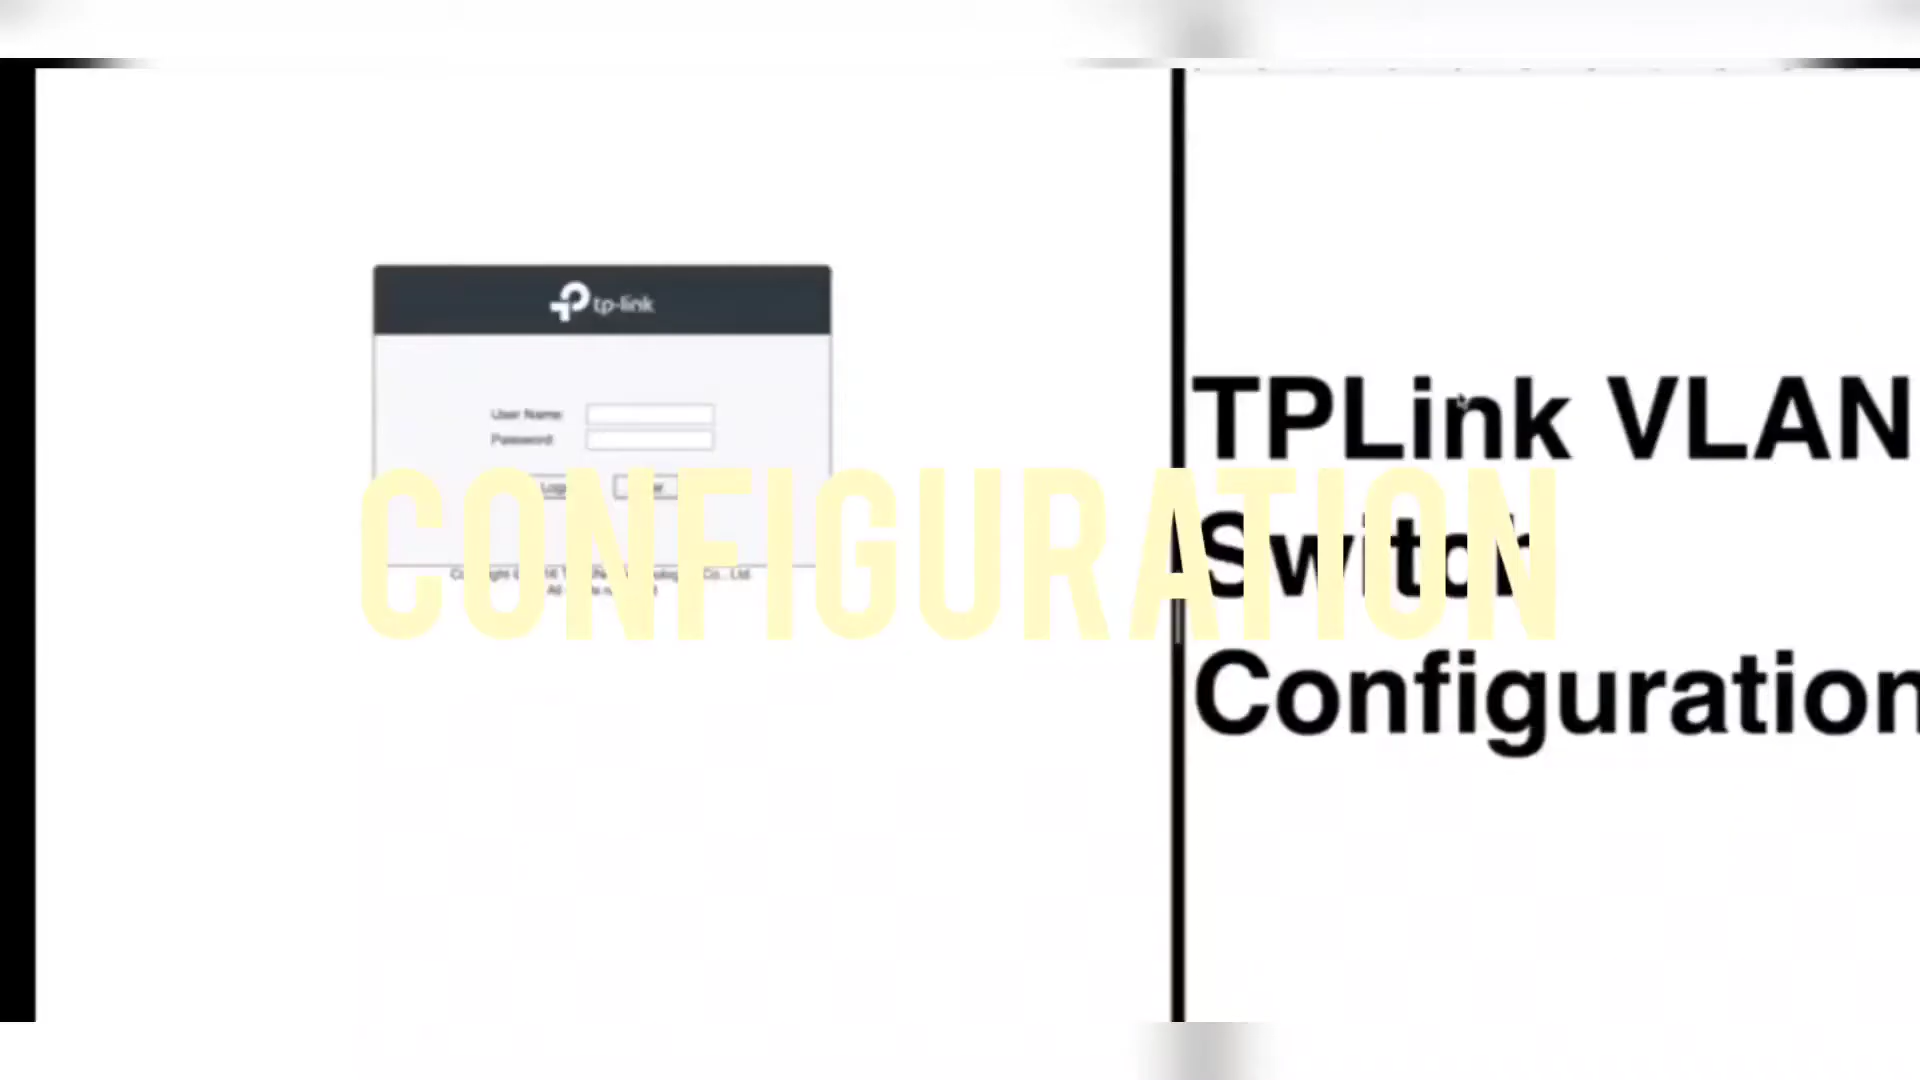 tp-link
User Name:
Password:
CONFIGURATION
TPLink VLAN
Switch
Configuration